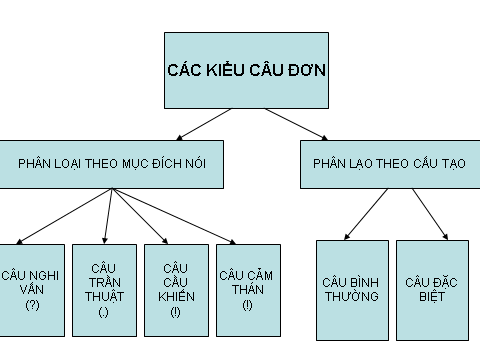 CÁC KIỂU CÂU ĐƠN
PHÂN LOẠI THEO MỤC ĐÍCH NÓI
PHÂN LẠO THEO CẤU TẠO
CÂU NGHI
VẤN
(?)
CÂU
TRẦN
THUẬT
(.)
CÂU
CẦU
KHIẾN
(!)
CÂU CẢM
THÁN
(!)
CÂU BÌNH
THƯỜNG
CÂU ĐẶC
BIỆT